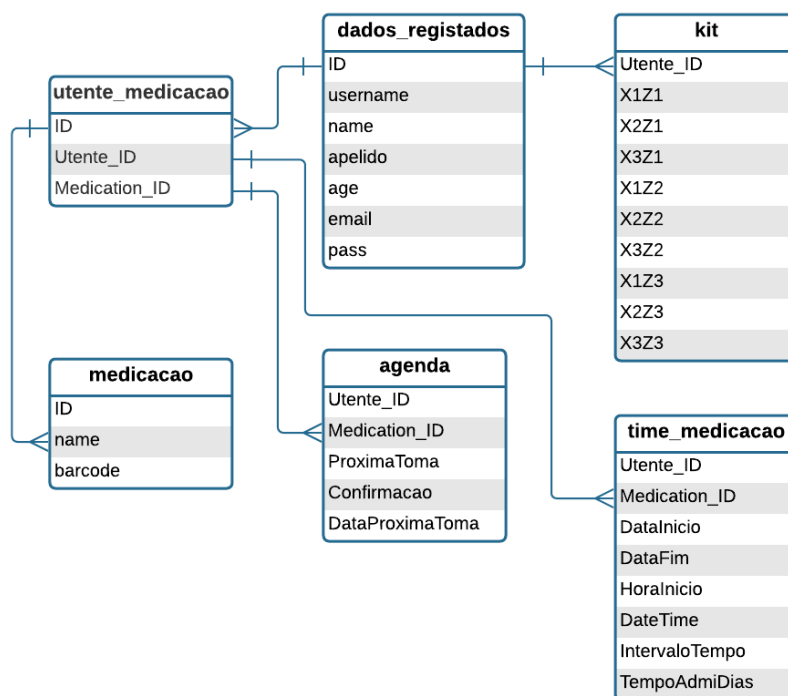 dados_registados
ID
username
name
apelido
age
email
pass
kit
Utente_ID
X1Z1
X2Z1
X3Z1
X1Z2
X2Z2
X3Z2
X1Z3
X2Z3
X3Z3
utente_medicacao
ID
Utente_ID
Medication_ID
medicacao
ID
name
barcode
agenda
Utente_ID
Medication_ID
ProximaToma
Confirmacao
DataProximaToma
time_medicacao
Utente_ID
Medication_ID
DataInicio
DataFim
HoraInicio
DateTime
IntervaloTempo
TempoAdmiDias